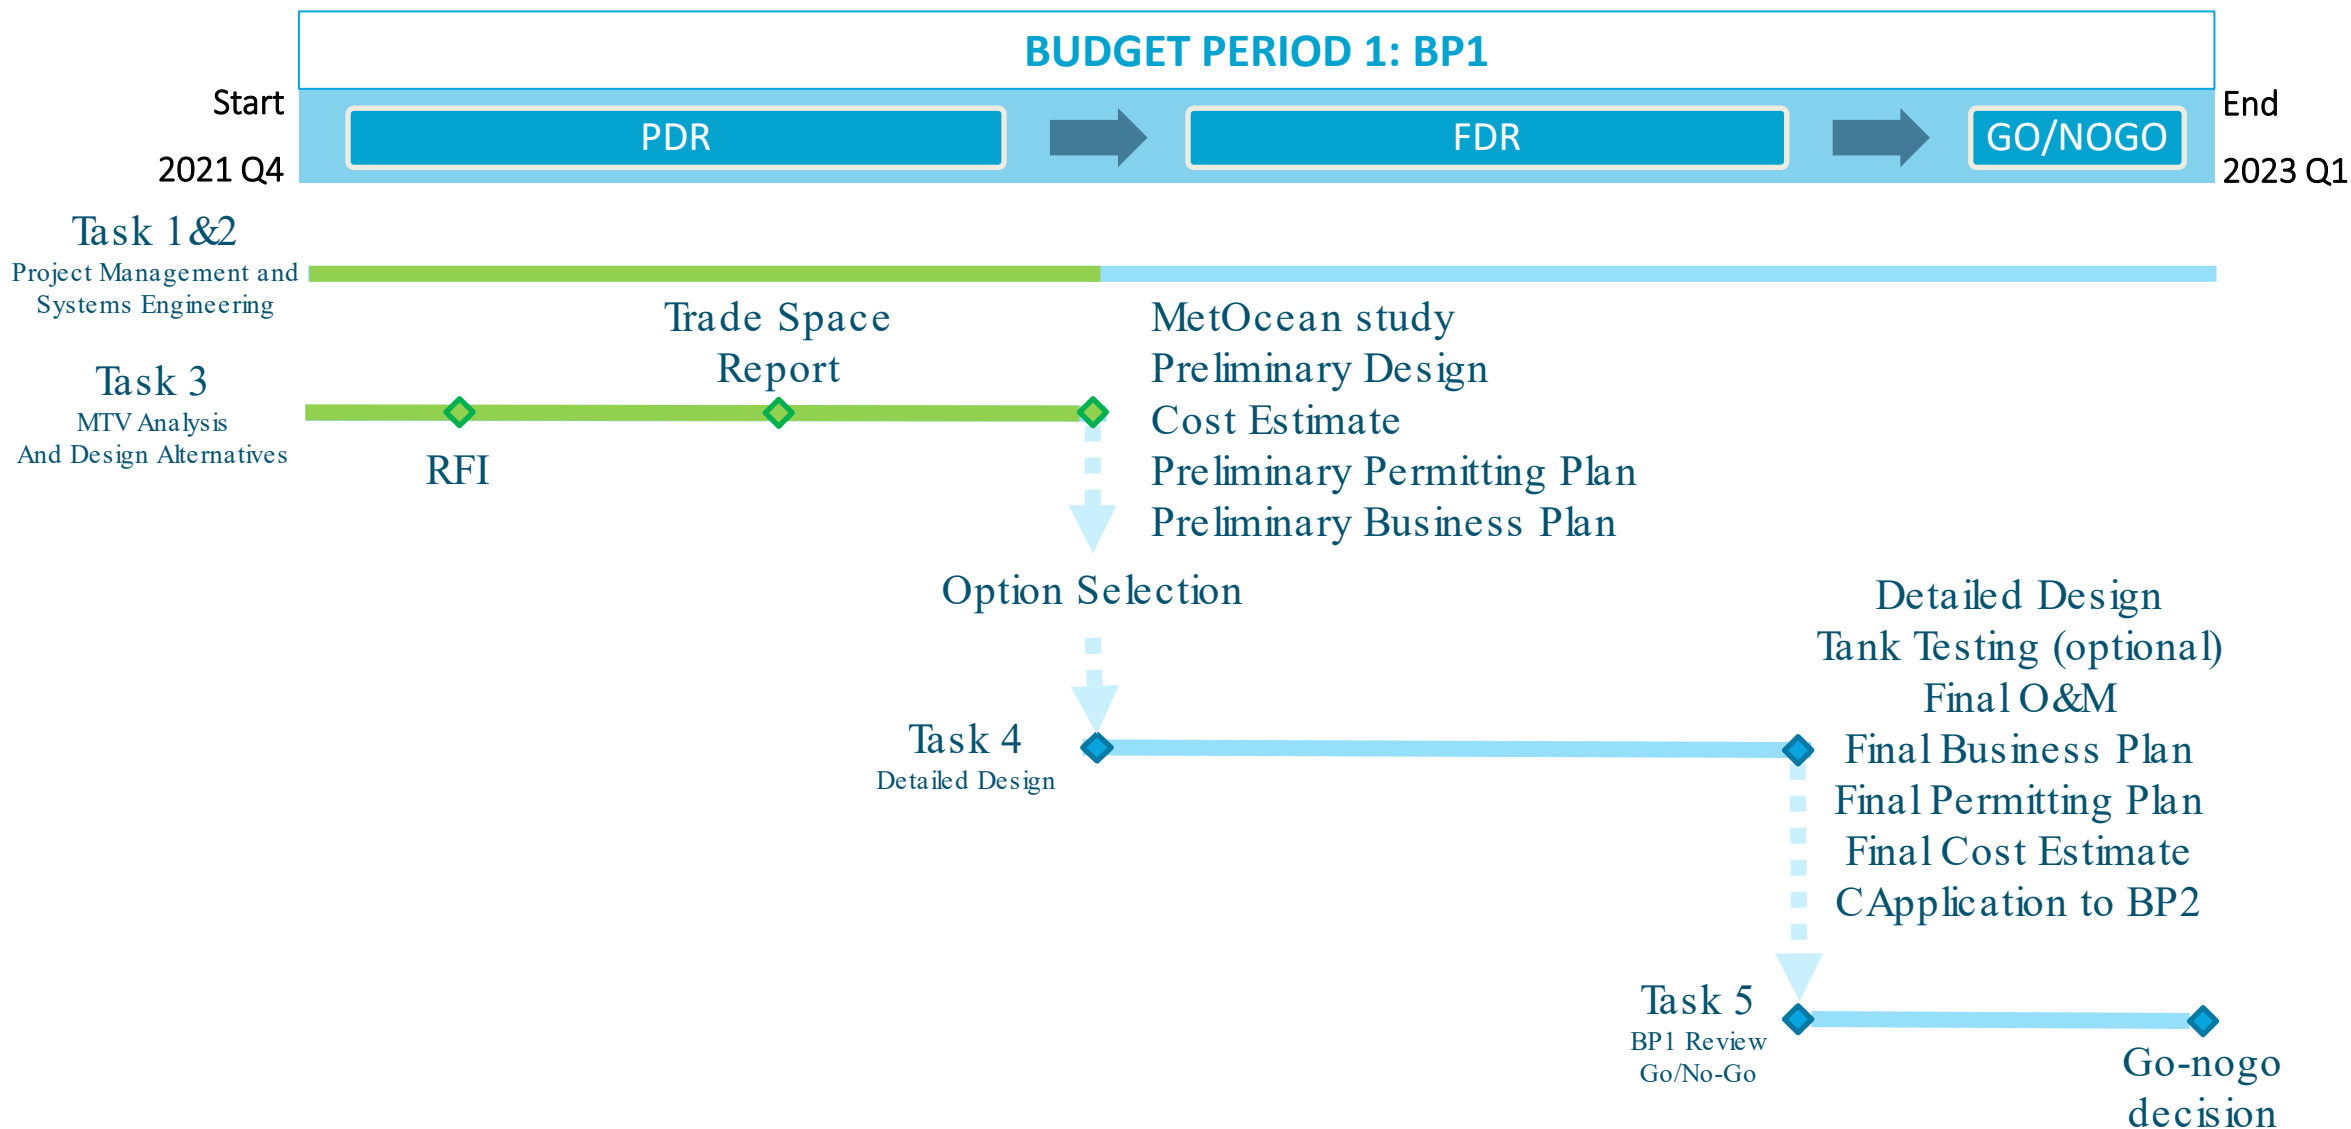 BUDGET PERIOD 1: BP1
Start
2021 Q4
PDR
FDR
GO/NOGO
End
2023 Q1
Task 1&2
Project Management and
Systems Engineering
Trade Space
Report
Task 3
MTV Analysis
And Design Alternatives
RFI
MetOcean study
Preliminary Design
Cost Estimate
Preliminary Permitting Plan
Preliminary Business Plan
Option Selection
Task 4
Detailed Design
Detailed Design
Tank Testing (optional)
Final O&M
Final Business Plan
Final Permitting Plan
Final Cost Estimate
CApplication to BP2
Task 5
BP1 Review
Go/No-Go
Go-nogo
decision